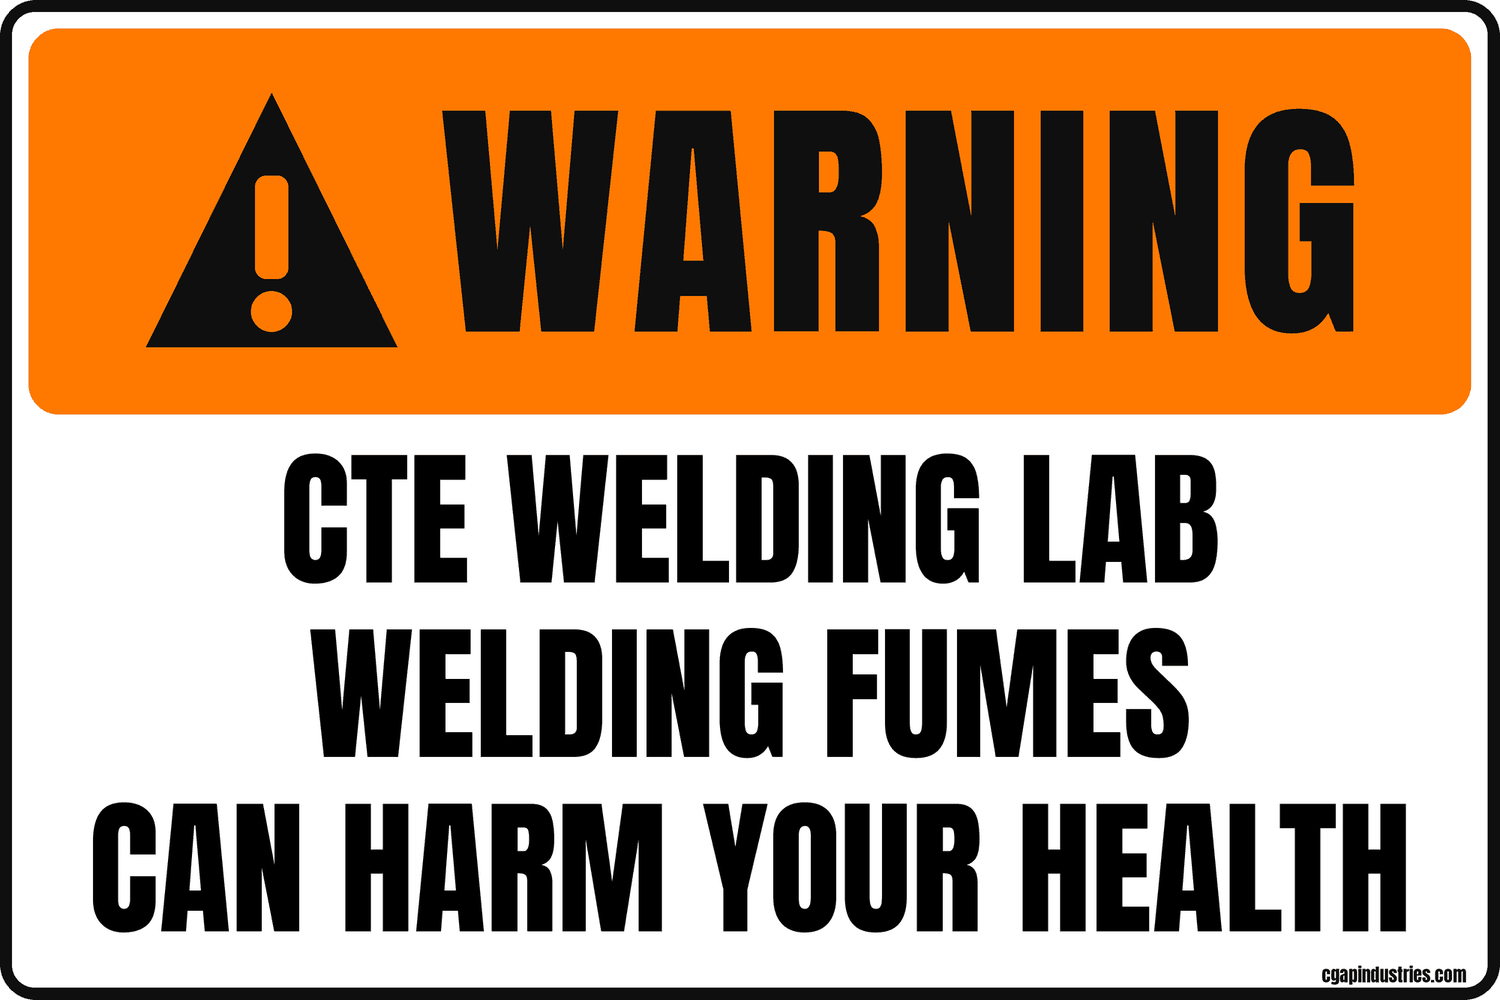 WARNING
CTE WELDING LAB
WELDING FUMES
CAN HARM YOUR HEALTH
cgapindustries.com